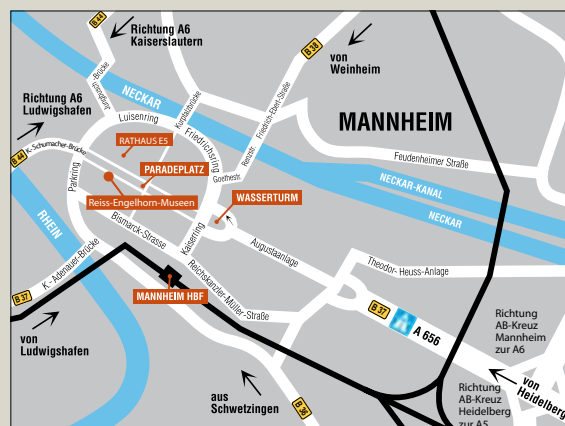 B 44
Richtung A6
Kaiserslautern
B 38
von
Weinheim
Jungbusch-
-Brücke
NECKAR
Kurpfalzbrücke
Friedrich-Ebert-Straße
Richtung A6
Ludwigshafen
Luisenring
Friedrichsring
MANNHEIM
RATHAUS E5
Renzstr.
B 44
K.-Schumacher-Brücke
PARADEPLATZ
Feudenheimer Straße
Parkring
Goethestr.
NECKAR-KANAL
Reiss-Engelhorn-Museen
WASSERTURM
NECKAR
RHEIN
Bismarck-Strasse
Kaiserring
Augustaanlage
K.-Adenauer-Brücke
Reichskanzler-Müller-Straße
Theodor- Heuss-Anlage
B 37
MANNHEIM HBF
B 37
A 656
Richtung
AB-Kreuz
Mannheim
zur A6
von
Ludwigshafen
von
Heidelberg
aus
Schwetzingen
B 36
Richtung
AB-Kreuz
Heidelberg
zur A5